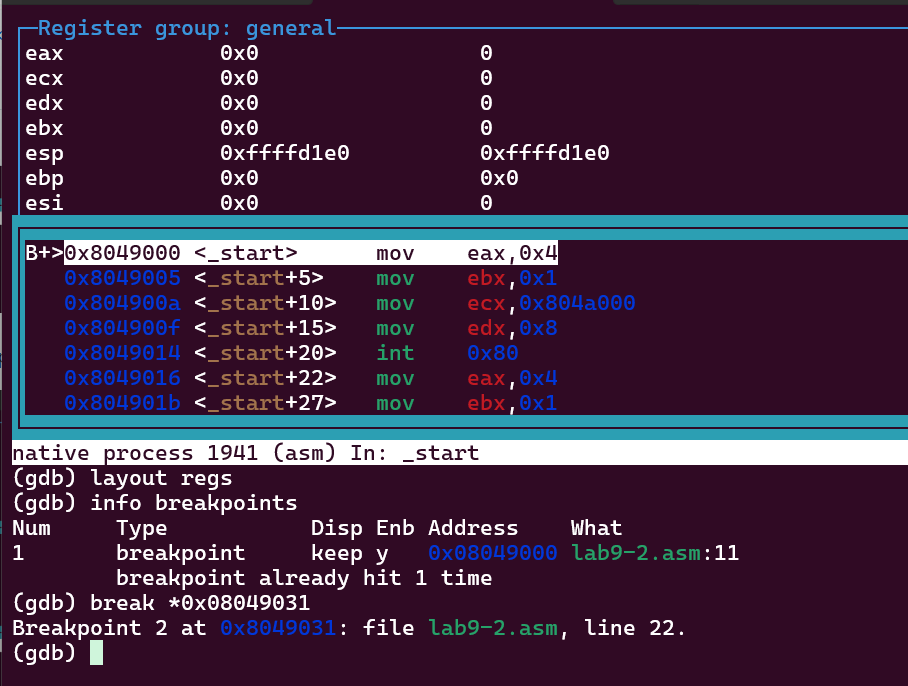 Register group: general
eax 0x0 0
ecx 0x0 0
edx 0x0 0
ebx 0x0 0
esp 0xffffd1e0 0xffffd1e0
ebp 0x0 0x0
esi 0x0 0
B+>0x8049000 <_start> mov eax,0x4
0x8049005 <_start+5> mov ebx,0x1
0x804900a <_start+10> mov ecx,0x804a000
0x804900f <_start+15> mov edx,0x8
0x8049014 <_start+20> int 0x80
0x8049016 <_start+22> mov eax,0x4
0x804901b <_start+27> mov ebx,0x1
native process 1941 (asm) In: _start
(gdb) layout regs
(gdb) info breakpoints
Num Type Disp Enb Address What
1 breakpoint keep y 0x08049000 lab9-2.asm:11
breakpoint already hit 1 time
(gdb) break *0x08049031
Breakpoint 2 at 0x8049031: file lab9-2.asm, line 22.
(gdb)